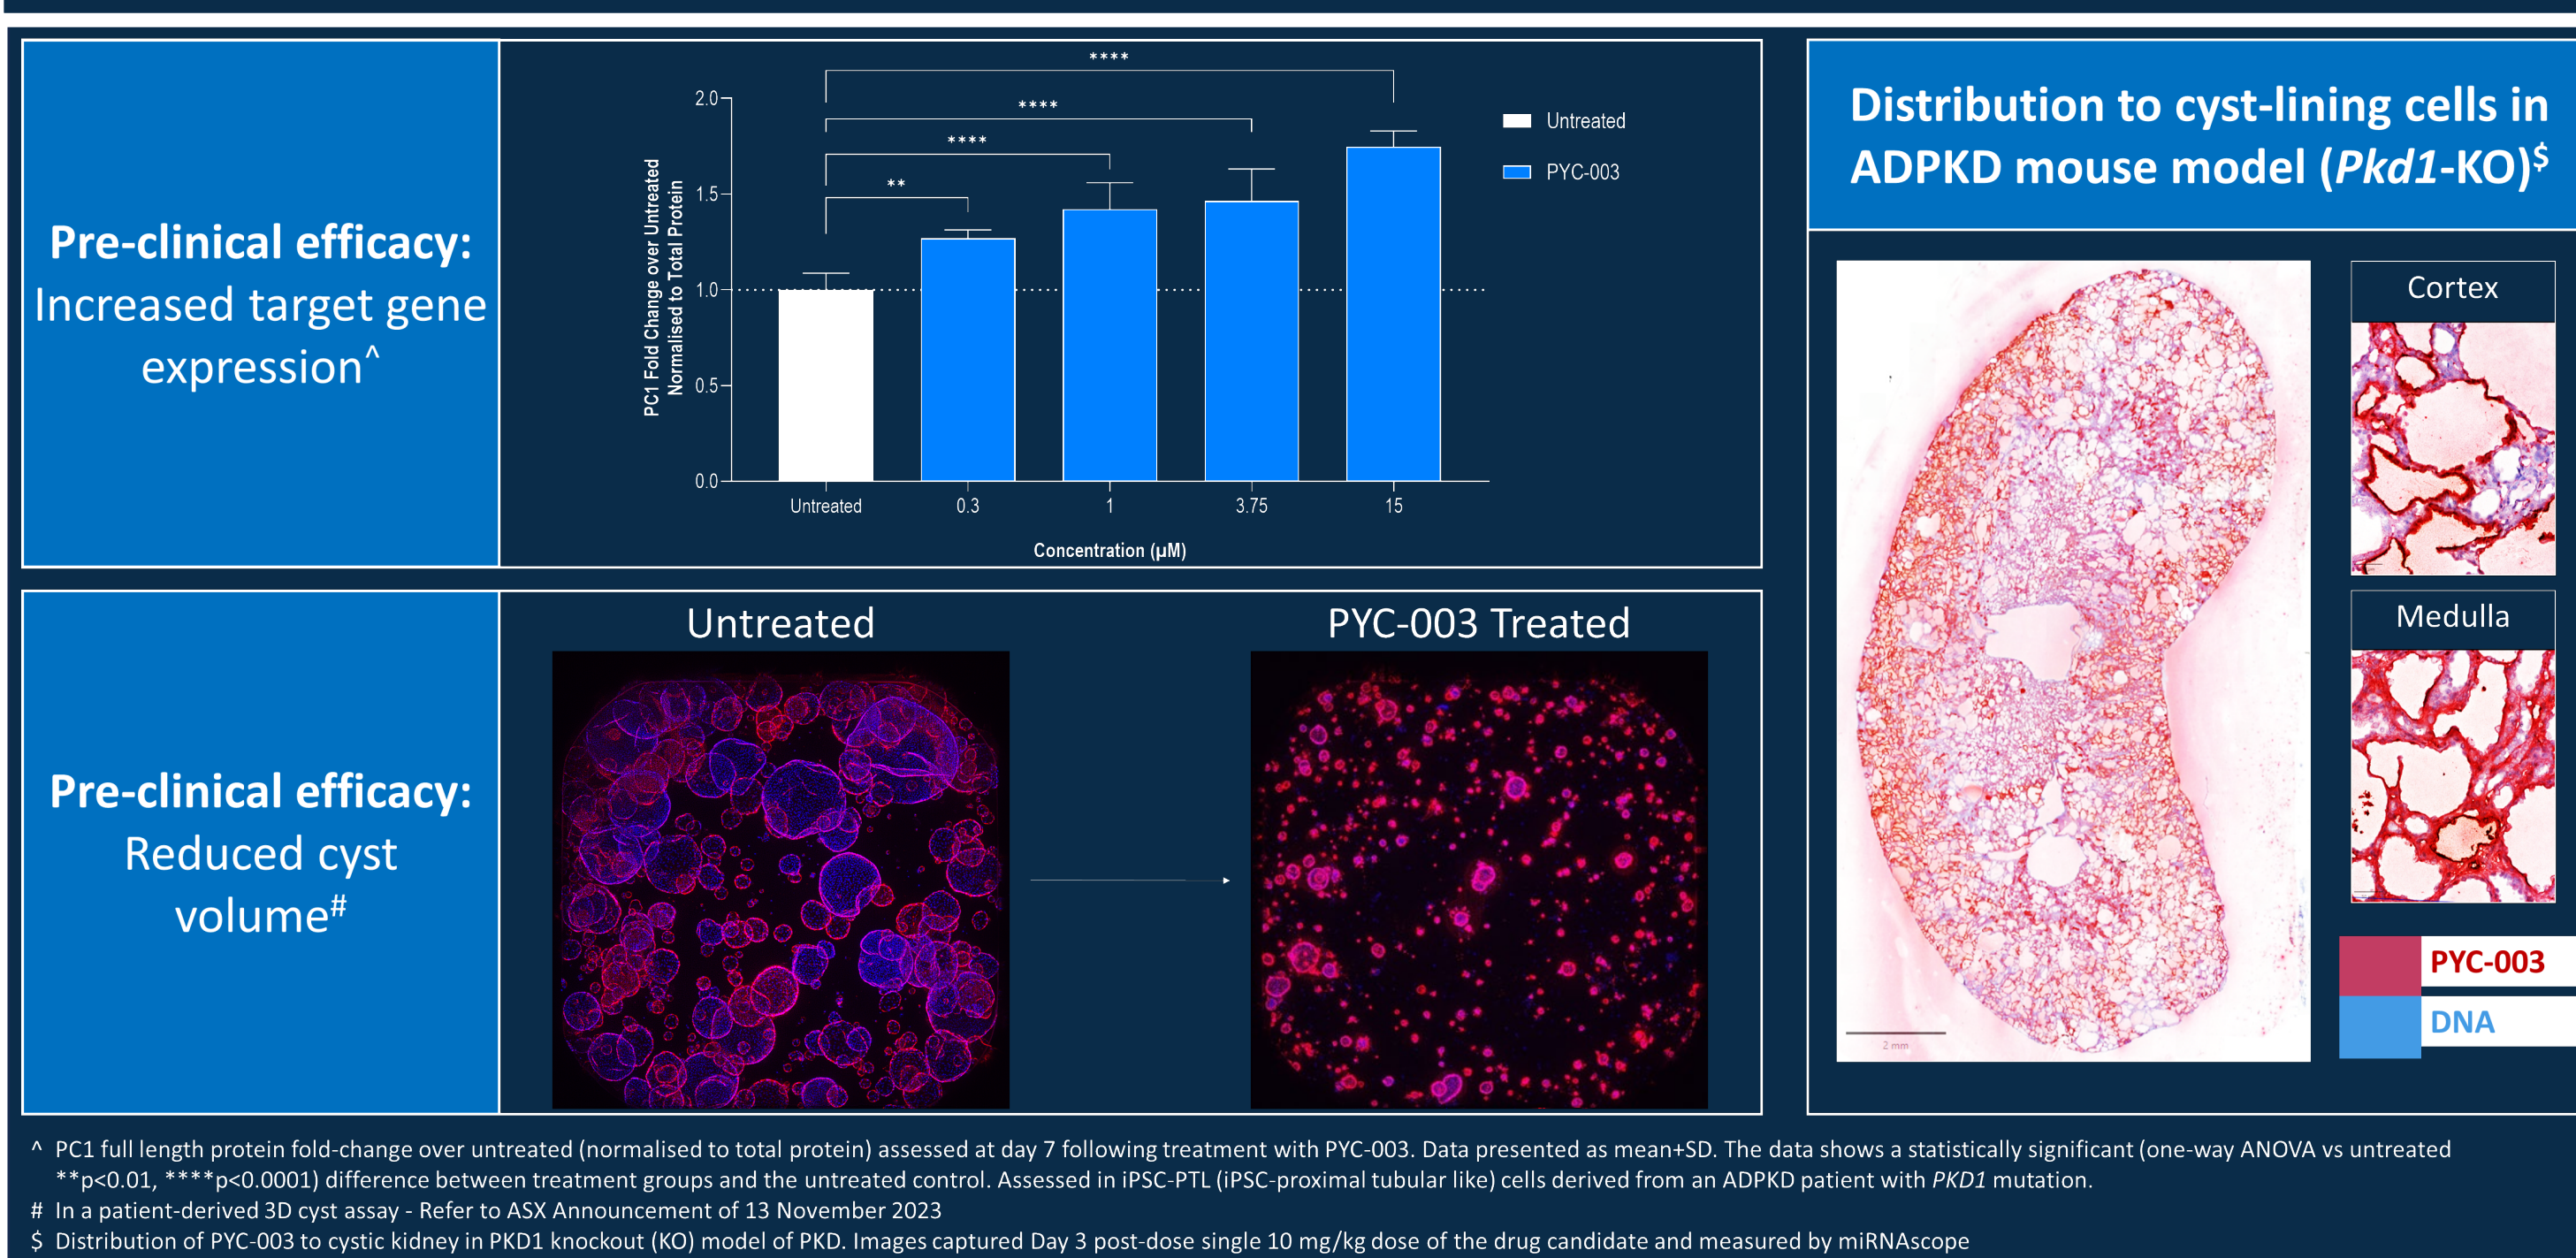 Pre-clinical efficacy:
Increased target gene
expression^
****
****
****
**
2.0
1.5
1.0
0.5
0.0
PC1 Fold Change over Untreated
Normalised to Total Protein
Untreated
0.3
1
3.75
15
Concentration (µM)
Untreated
PYC-003
Pre-clinical efficacy:
Reduced cyst
volume#
Untreated
PYC-003 Treated
Distribution to cyst-lining cells in
ADPKD mouse model (Pkd1-KO)$
2 mm
Cortex
Medulla
PYC-003
DNA
^ PC1 full length protein fold-change over untreated (normalised to total protein) assessed at day 7 following treatment with PYC-003. Data presented as mean+SD. The data shows a statistically significant (one-way ANOVA vs untreated
**p<0.01, ****p<0.0001) difference between treatment groups and the untreated control. Assessed in iPSC-PTL (iPSC-proximal tubular like) cells derived from an ADPKD patient with PKD1 mutation.
# In a patient-derived 3D cyst assay - Refer to ASX Announcement of 13 November 2023
$ Distribution of PYC-003 to cystic kidney in PKD1 knockout (KO) model of PKD. Images captured Day 3 post-dose single 10 mg/kg dose of the drug candidate and measured by miRNAscope